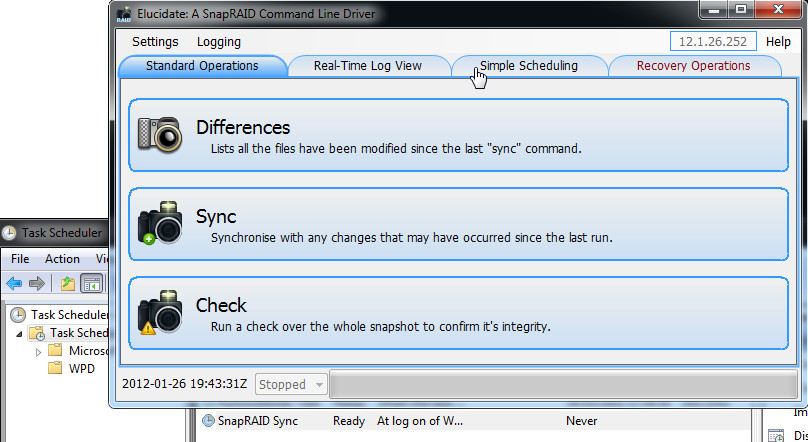 Elucidate: A SnapRAID Command Line Driver
Settings Logging 12.1.26.252 Help
Standard Operations Real-Time Log View Simple Scheduling Recovery Operations
Differences
Lists all the files have been modified since the last "sync" command.
Sync
Synchronise with any changes that may have occurred since the last run.
Check
Run a check over the whole snapshot to confirm it's integrity.
2012-01-26 19:43:31Z Stopped
Task Scheduler
File Action Vi
Task Scheduler
Task Sched
Microso
WPD
SnapRAID Sync Ready At log on of W... Never
Im
Dis